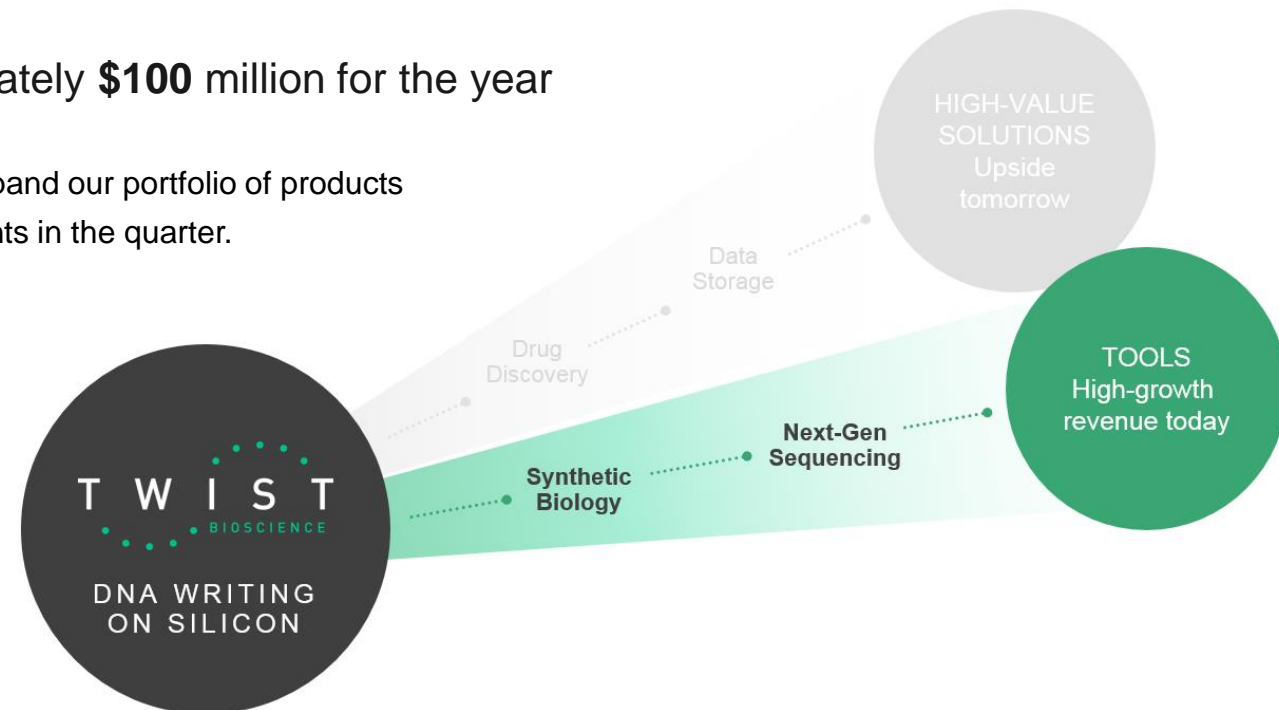 ately $100 million for the year
pand our portfolio of products
nts in the quarter.
HIGH-VALUE
SOLUTIONS
Upside
tomorrow
Data
Storage
Drug
Discovery
TOOLS
High-growth
revenue today
Next-Gen
Sequencing
Synthetic
Biology
TWIST
BIOSCIENCE
DNA WRITING
ON SILICON